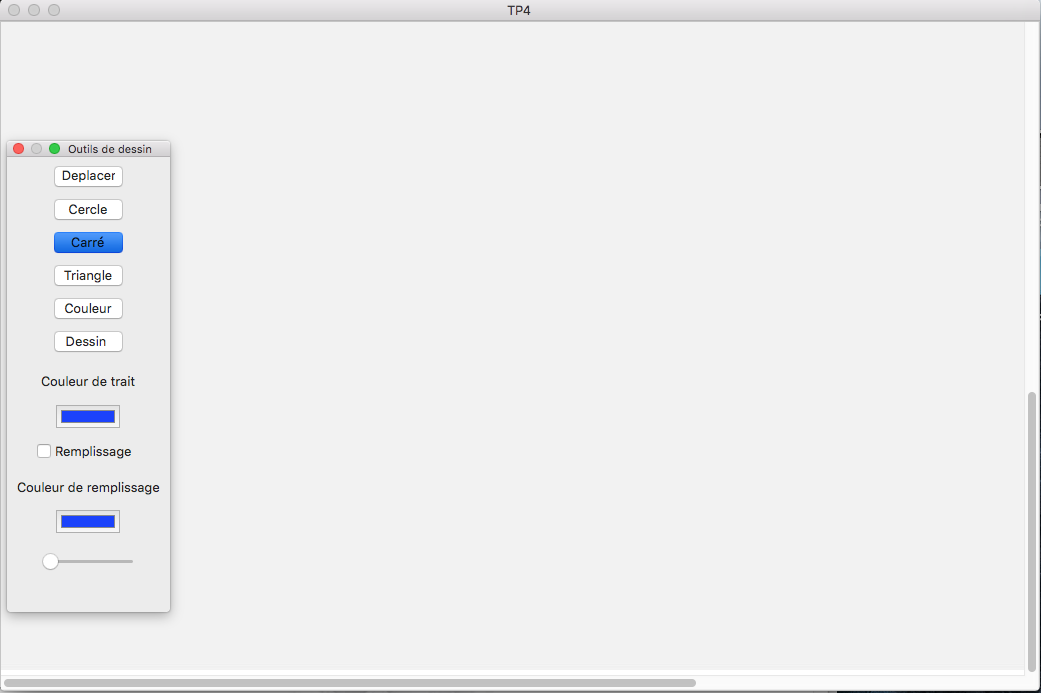 TP4
Outils de dessin
Deplacer
Cercle
Carré
Triangle
Couleur
Dessin
Couleur de trait
Remplissage
Couleur de remplissage